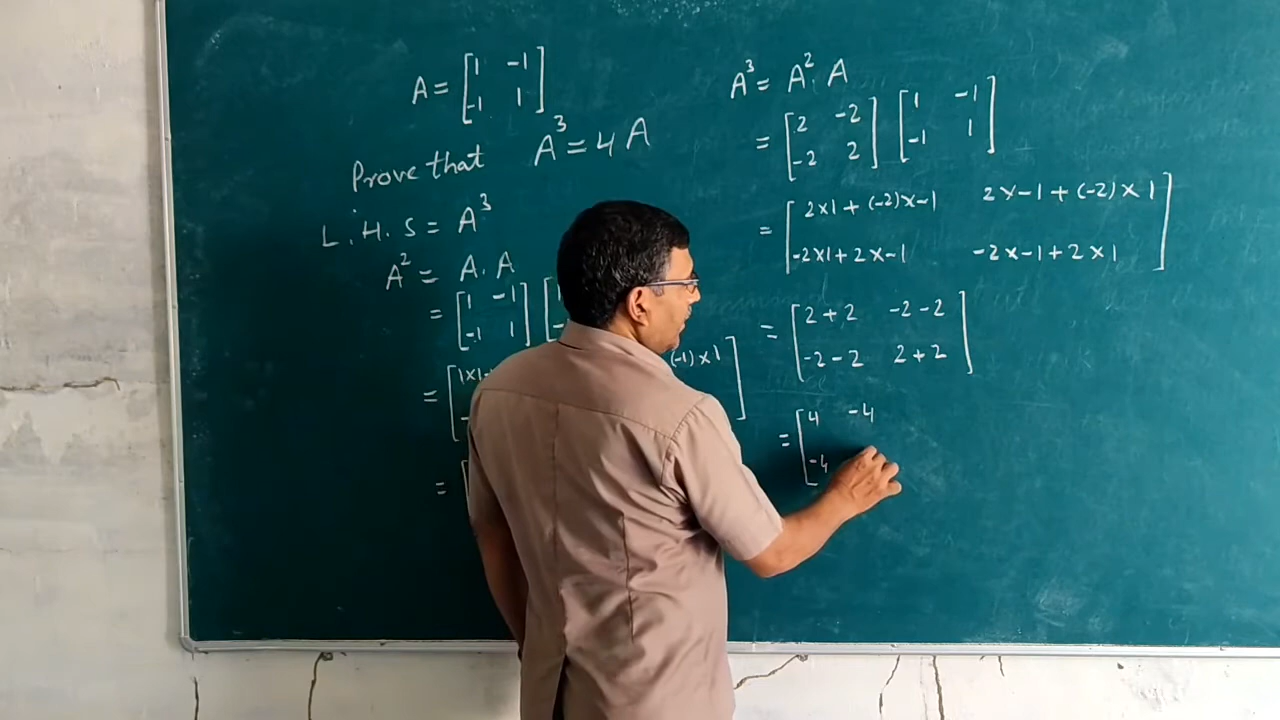 A = [1 -1
-1 1]
Prove that A³ = 4A
L.H.S = A³
A² = A.A
= [1 -1
-1 1] [
= [1x1 (-1)x1
]
= [
A³ = A².A
= [2 -2
-2 2] [1 -1
-1 1]
= [2x1+(-2)x-1 2x-1+(-2)x1
-2x1+2x-1 -2x-1+2x1]
= [2+2 -2-2
-2-2 2+2]
= [4 -4
-4